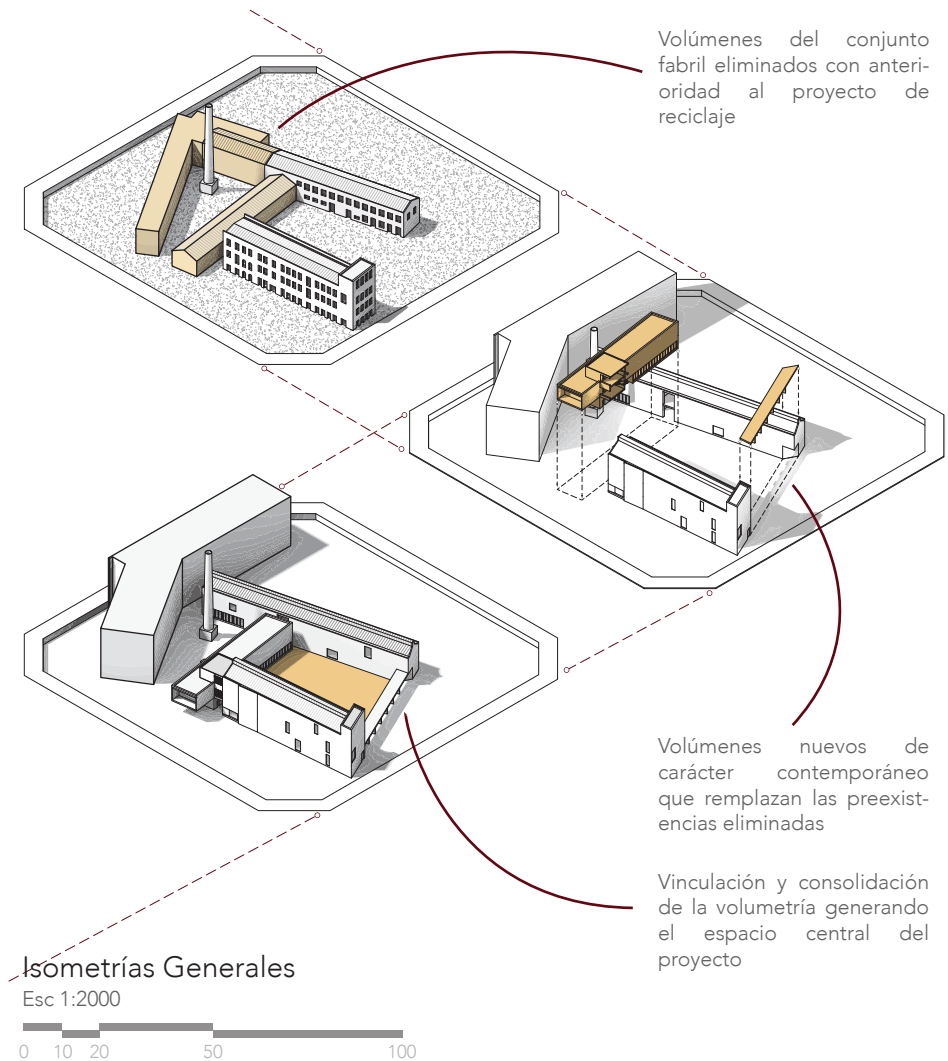 Volúmenes del conjunto
fabril eliminados con anteri-
oridad al proyecto de
reciclaje
Volúmenes nuevos de
carácter contemporáneo
que remplazan las preexist-
encias eliminadas
Vinculación y consolidación
de la volumetría generando
el espacio central del
proyecto
Isometrías Generales
Esc 1:2000
0 10 20 50 100